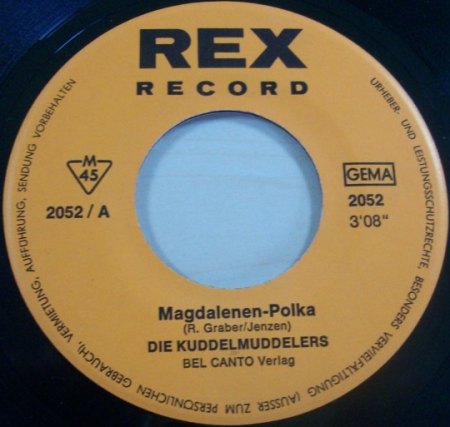 REX
RECORD
M
45
2052 / A
GEMA
2052
3'08"
Magdalenen-Polka
(R. Graber/Jenzen)
DIE KUDDELMUDDELERS
BEL CANTO Verlag
URHEBER- UND LEISTUNGSSCHUTZRECHTE, BESONDERS VERVIELFÄLTIGUNG (AUSSER ZUM PERSÖNLICHEN GEBRAUCH), VERMIETUNG, AUFFÜHRUNG, SENDUNG VORBEHALTEN